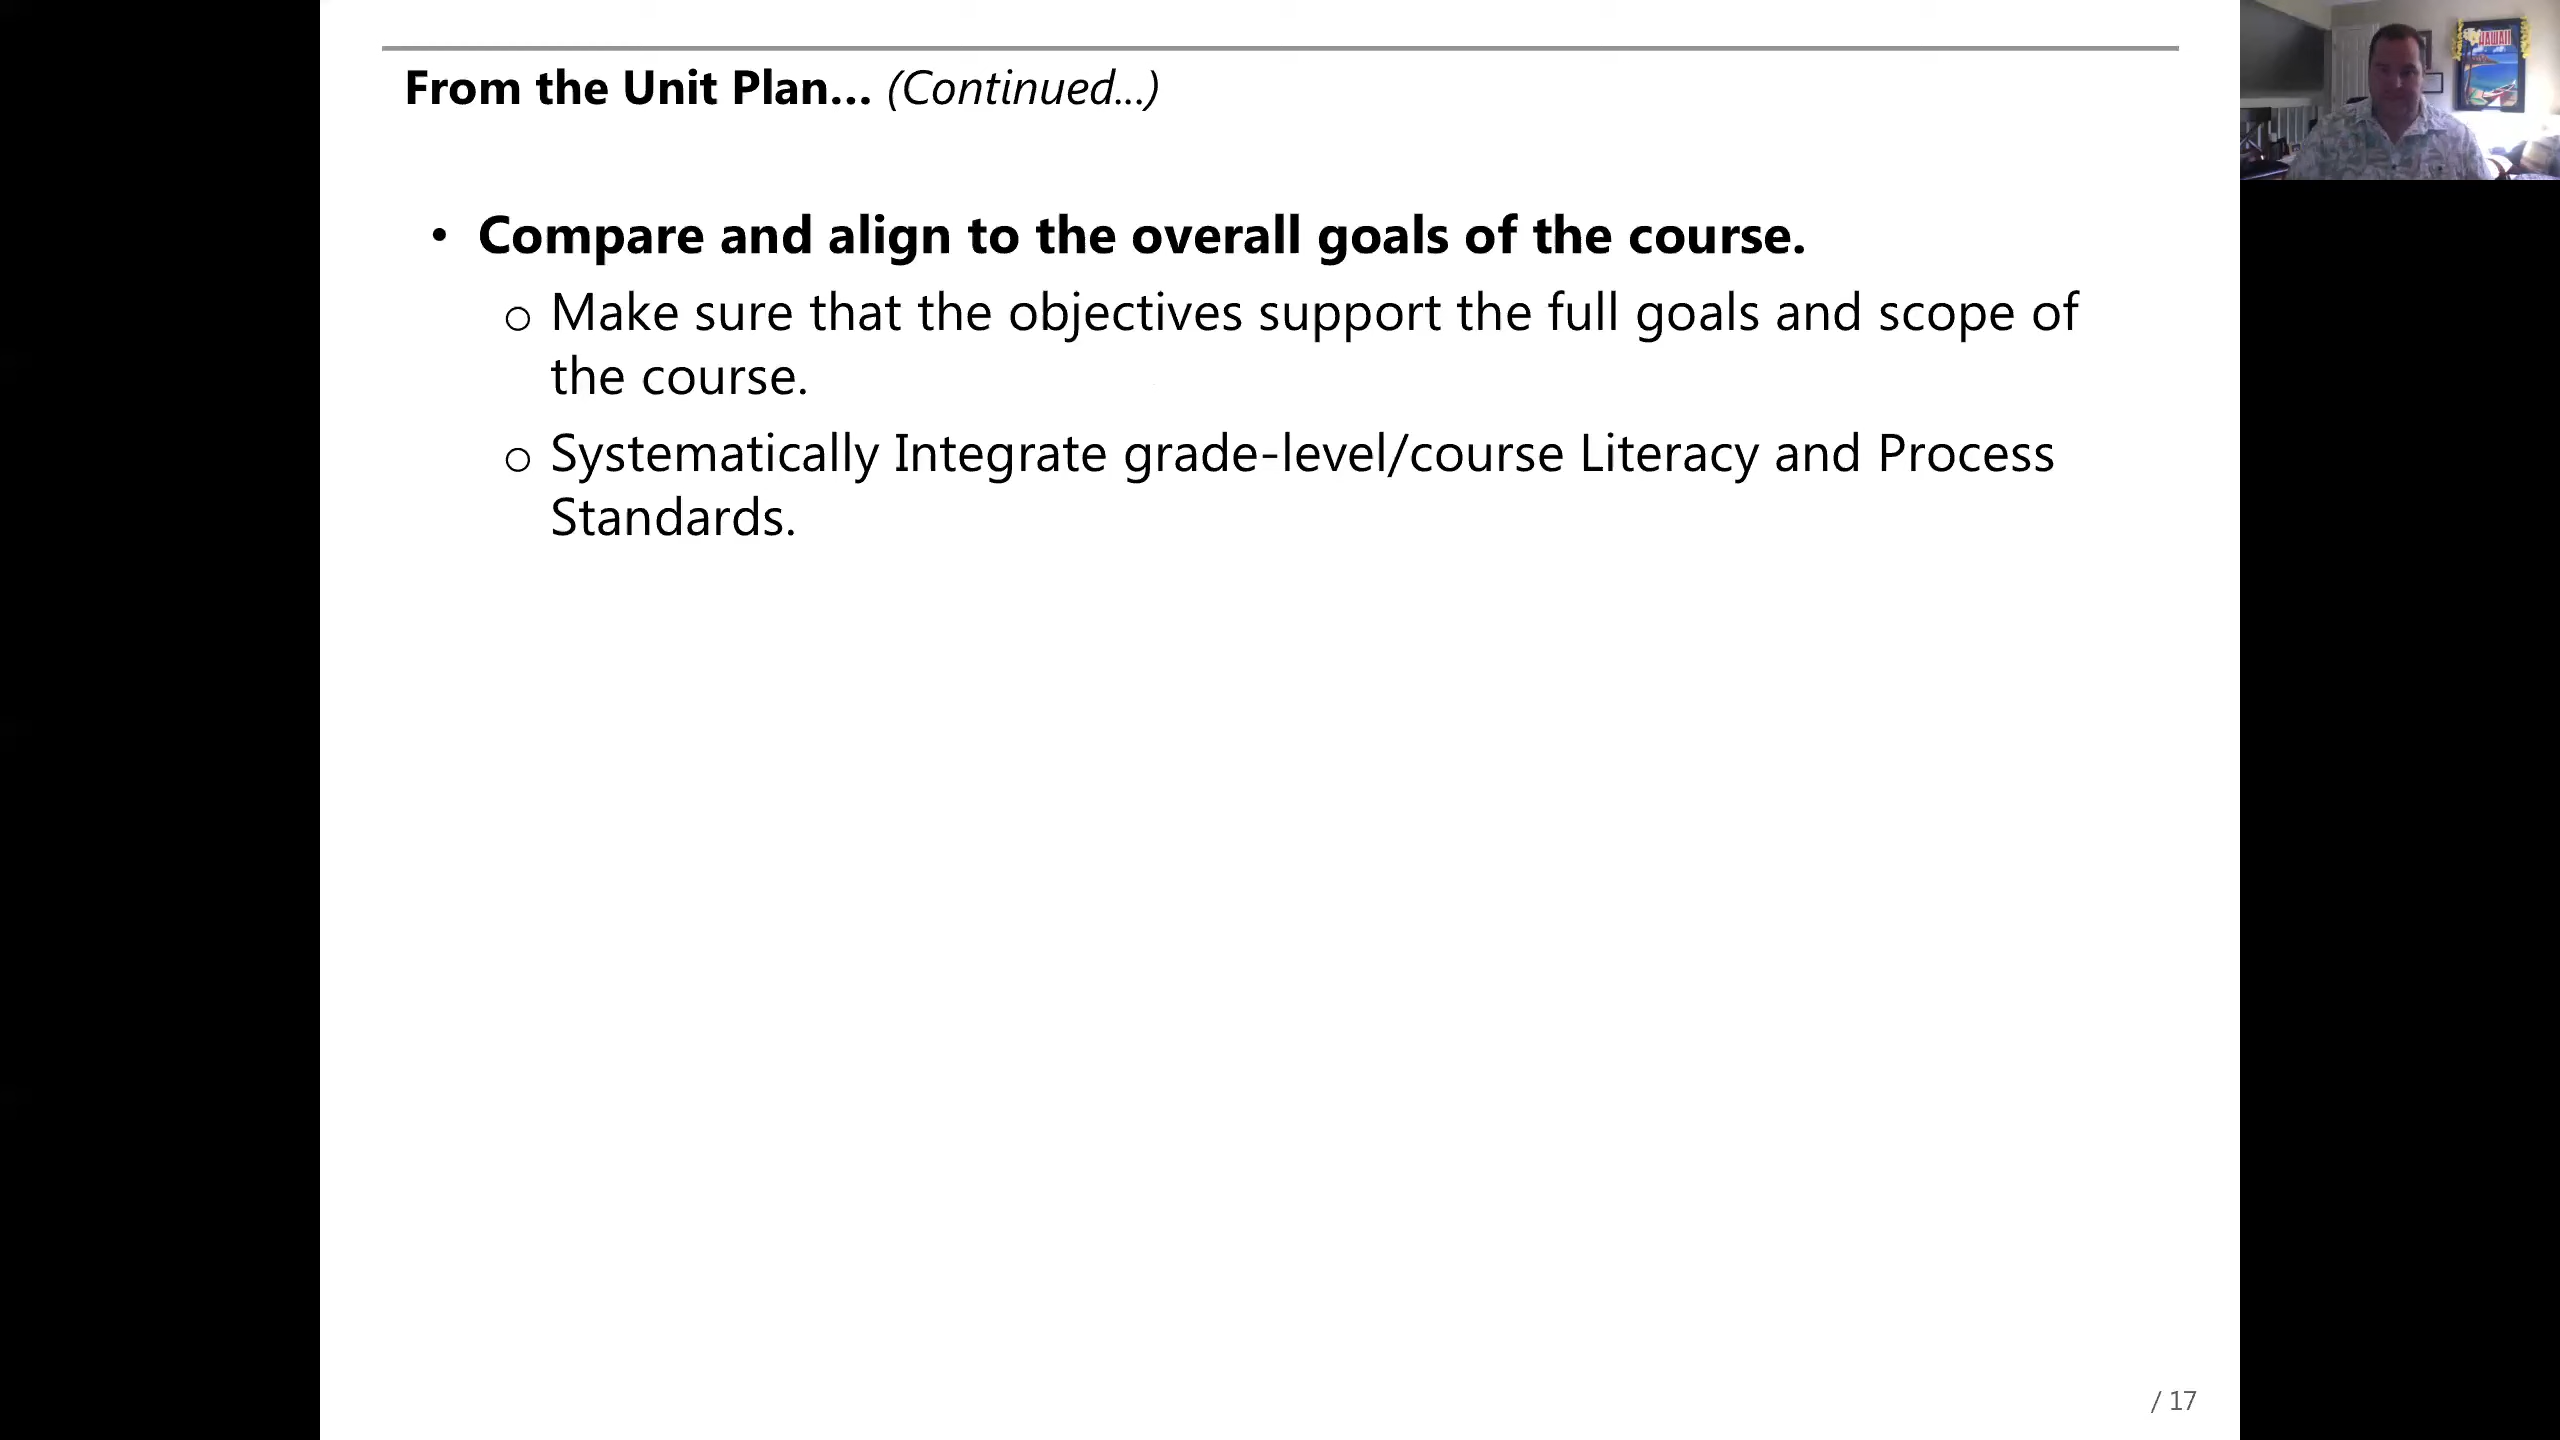 From the Unit Plan... (Continued...)
• Compare and align to the overall goals of the course.
o Make sure that the objectives support the full goals and scope of
the course.
o Systematically Integrate grade-level/course Literacy and Process
Standards.
/ 17
HAWAII